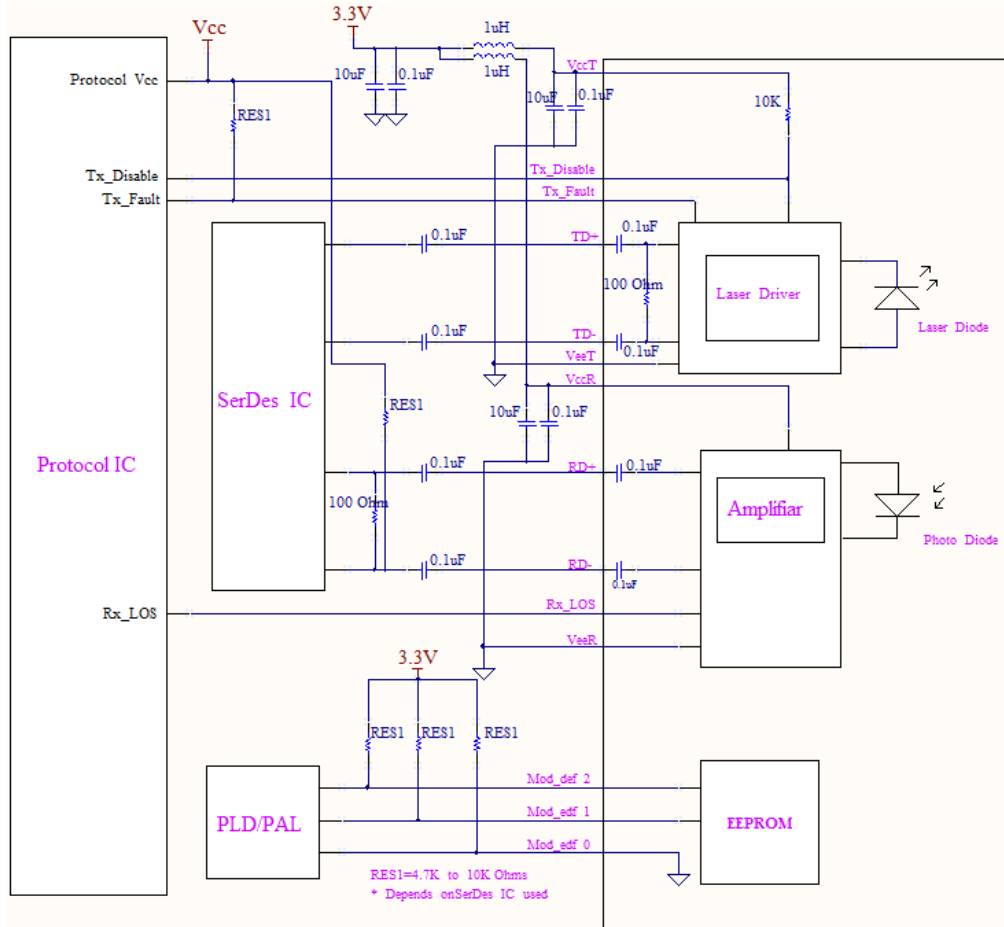 3.3V
Vcc
1uH
1uH
VccT
Protocol Vcc
10uF
0.1uF
10uF
0.1uF
10K
RES1
Tx_Disable
Tx_Disable
Tx_Fault
Tx_Fault
0.1uF
TD+
0.1uF
100 Ohm
Laser Driver
Laser Diode
0.1uF
TD-
0.1uF
VeeT
VccR
SerDes IC
RES1
10uF
0.1uF
Protocol IC
0.1uF
RD+
0.1uF
100 Ohm
Amplifiar
Photo Diode
0.1uF
RD-
0.1uF
Rx_LOS
Rx_LOS
VeeR
3.3V
RES1
RES1
RES1
Mod_def 2
PLD/PAL
Mod_edf 1
EEPROM
Mod_edf 0
RES1=4.7K to 10K Ohms
* Depends onSerDes IC used